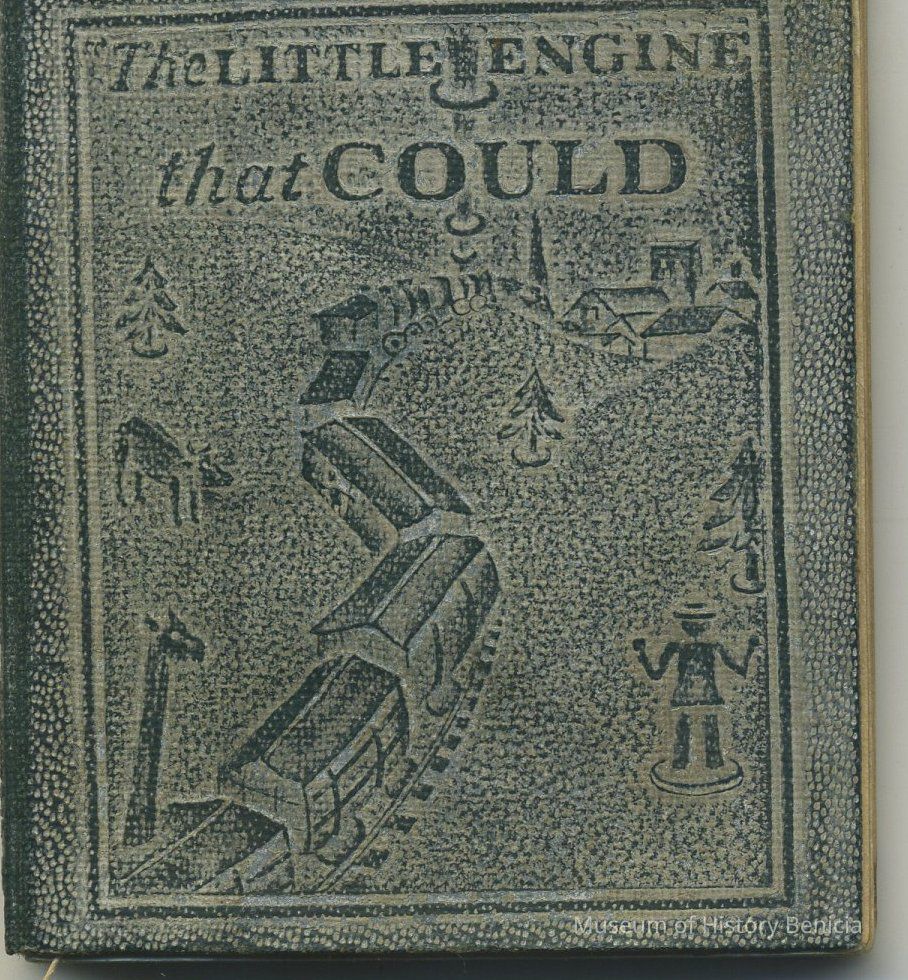 The LITTLE ENGINE
that COULD
Museum of History Benicia